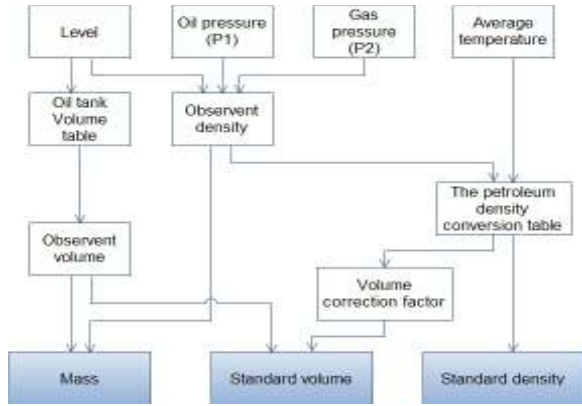 Level
Oil pressure
(P1)
Gas
pressure
(P2)
Average
temperature
Oil tank
Volume
table
Observent
density
The petroleum
density
conversion table
Observent
volume
Volume
correction factor
Mass
Standard volume
Standard density